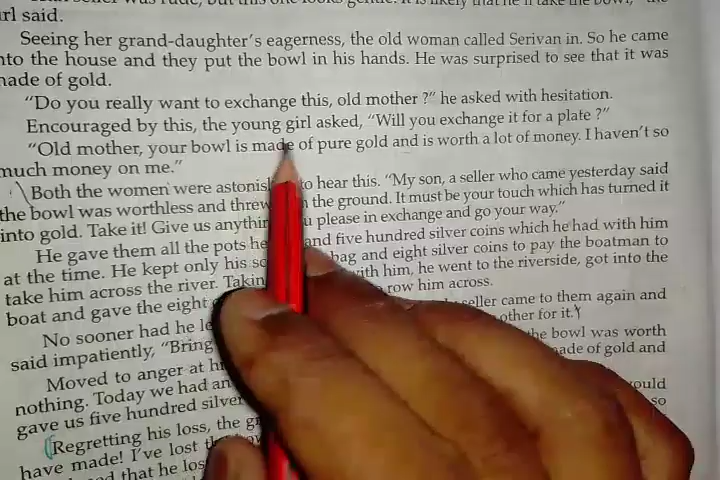 irl said.
Seeing her grand-daughter's eagerness, the old woman called Serivan in. So he came
nto the house and they put the bowl in his hands. He was surprised to see that it was
nade of gold.
"Do you really want to exchange this, old mother ?" he asked with hesitation.
Encouraged by this, the young girl asked, "Will you exchange it for a plate ?"
"Old mother, your bowl is made of pure gold and is worth a lot of money. I haven't so
much money on me."
Both the women were to hear this. "My son, a seller who came yesterday said
the bowl was worthless and threw the ground. It must be your touch which has turned it
into gold. Take it! Give us please in exchange and go your way."
He gave them all the pots and five hundred silver coins which he had with him
at the time. He kept only his bag and eight silver coins to pay the boatman to
take him across the river. with him, he went to the riverside, got into the
boat and gave the eight row him across.
No sooner had he seller came to them again and
said impatiently, "Bring for it."
Moved to anger at the bowl was worth
nothing. Today we had of gold and
gave us five hundred silver
Regretting his loss, the so
have made! I've lost
that he